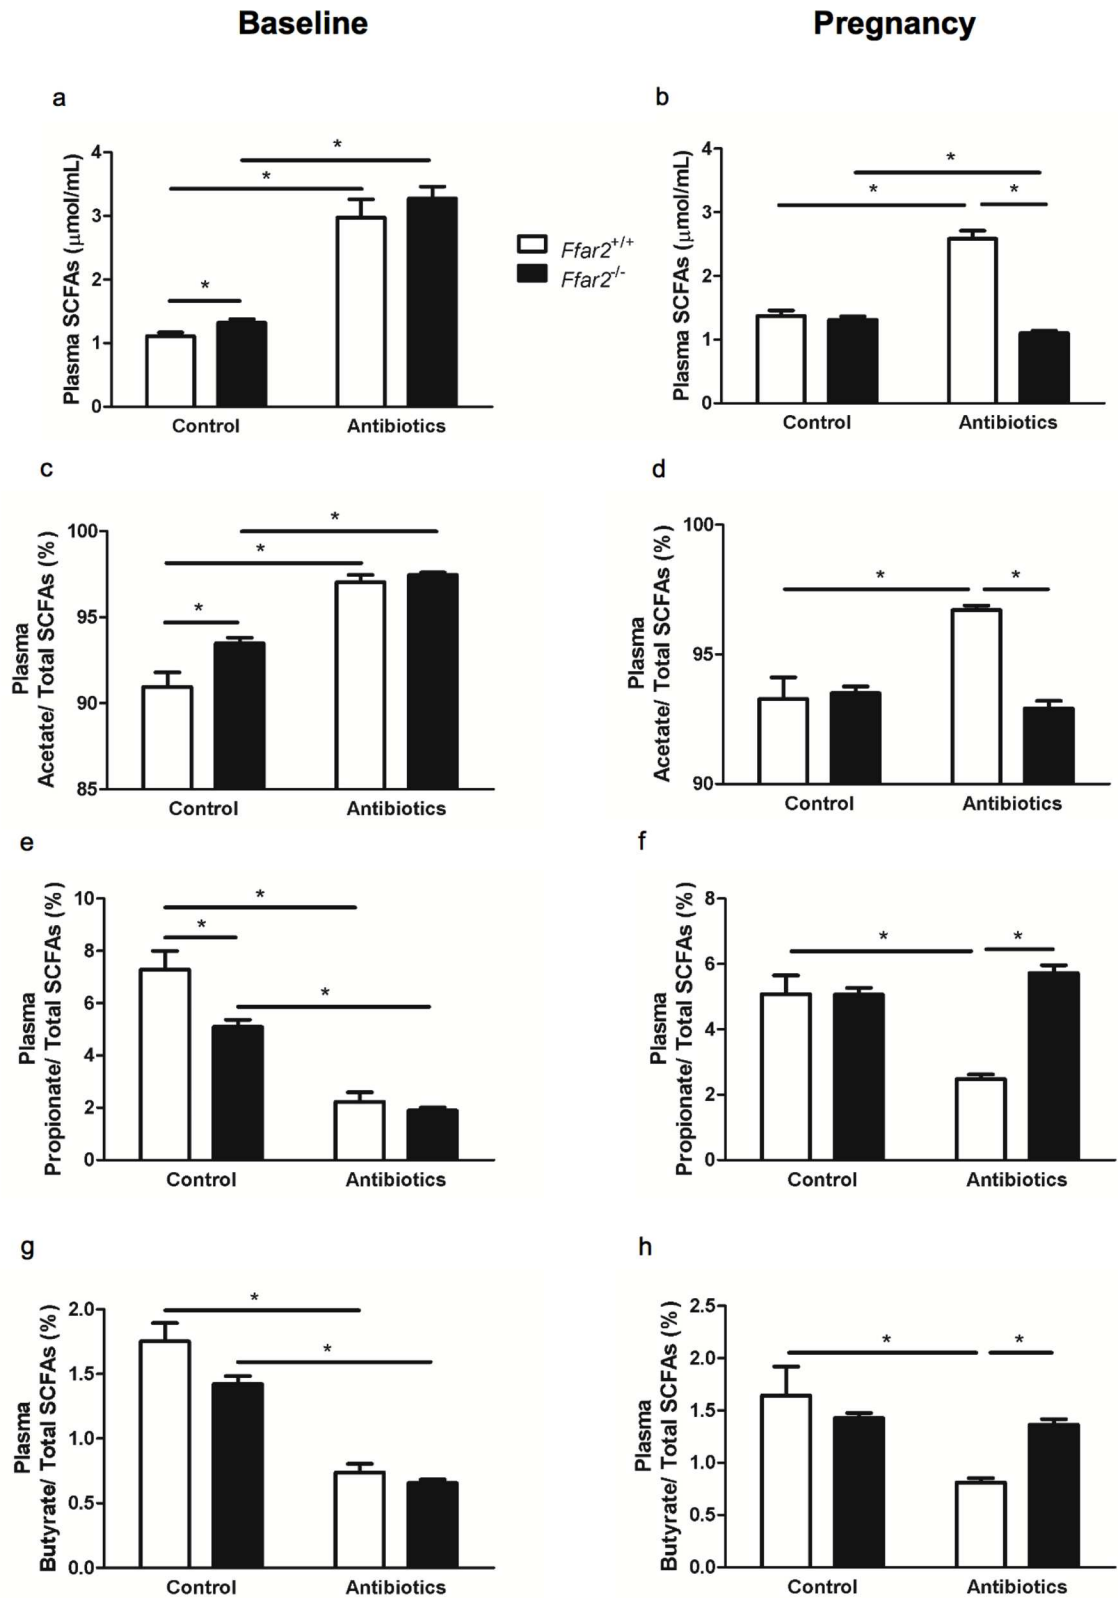 Baseline
Pregnancy
a
Plasma SCFAs (μmol/mL)
4
3
2
1
0
*
*
*
Control
Antibiotics
Ffar2+/+
Ffar2-/-
b
Plasma SCFAs (μmol/mL)
4
3
2
1
0
*
*
*
Control
Antibiotics
c
Plasma
Acetate/ Total SCFAs (%)
100
95
90
85
*
*
*
Control
Antibiotics
d
Plasma
Acetate/ Total SCFAs (%)
100
95
90
*
*
Control
Antibiotics
e
Plasma
Propionate/ Total SCFAs (%)
10
8
6
4
2
0
*
*
*
Control
Antibiotics
f
Plasma
Propionate/ Total SCFAs (%)
8
6
4
2
0
*
*
Control
Antibiotics
g
Plasma
Butyrate/ Total SCFAs (%)
2.0
1.5
1.0
0.5
0.0
*
*
Control
Antibiotics
h
Plasma
Butyrate/ Total SCFAs (%)
2.5
2.0
1.5
1.0
0.5
0.0
*
*
Control
Antibiotics